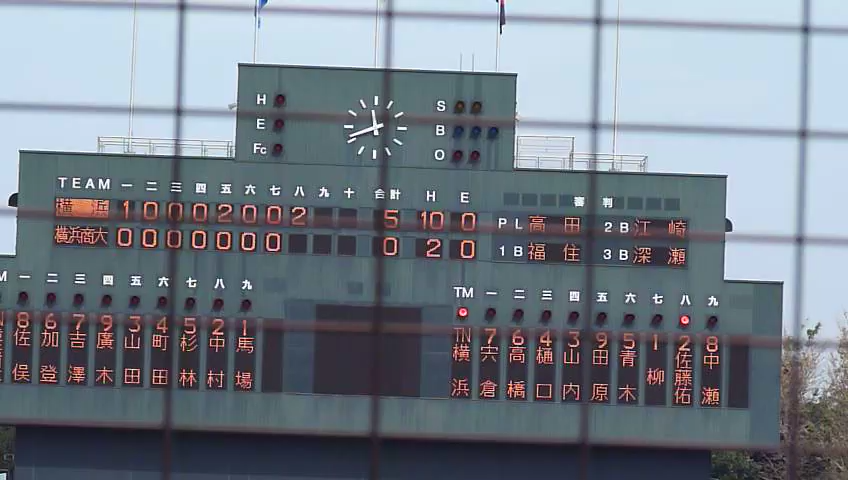 H S
E B
Fc O
TEAM 一 二 三 四 五 六 七 八 九 十 合計 H E
横浜 1 0 0 0 2 0 0 2 5 10 0
横浜商大 0 0 0 0 0 0 0 0 2 0
審判
PL 高田 2B 江崎
1B 福住 3B 深瀬
M 一 二 三 四 五 六 七 八 九
8 6 7 9 3 4 5 2 1
佐俣 加登 吉澤 廣木 山田 町田 杉林 中村 馬場
TM 一 二 三 四 五 六 七 八 九
TN 7 6 4 3 9 5 1 2 8
横浜 宍倉 高橋 樋口 山内 田原 青木 柳 佐藤佑 中瀬